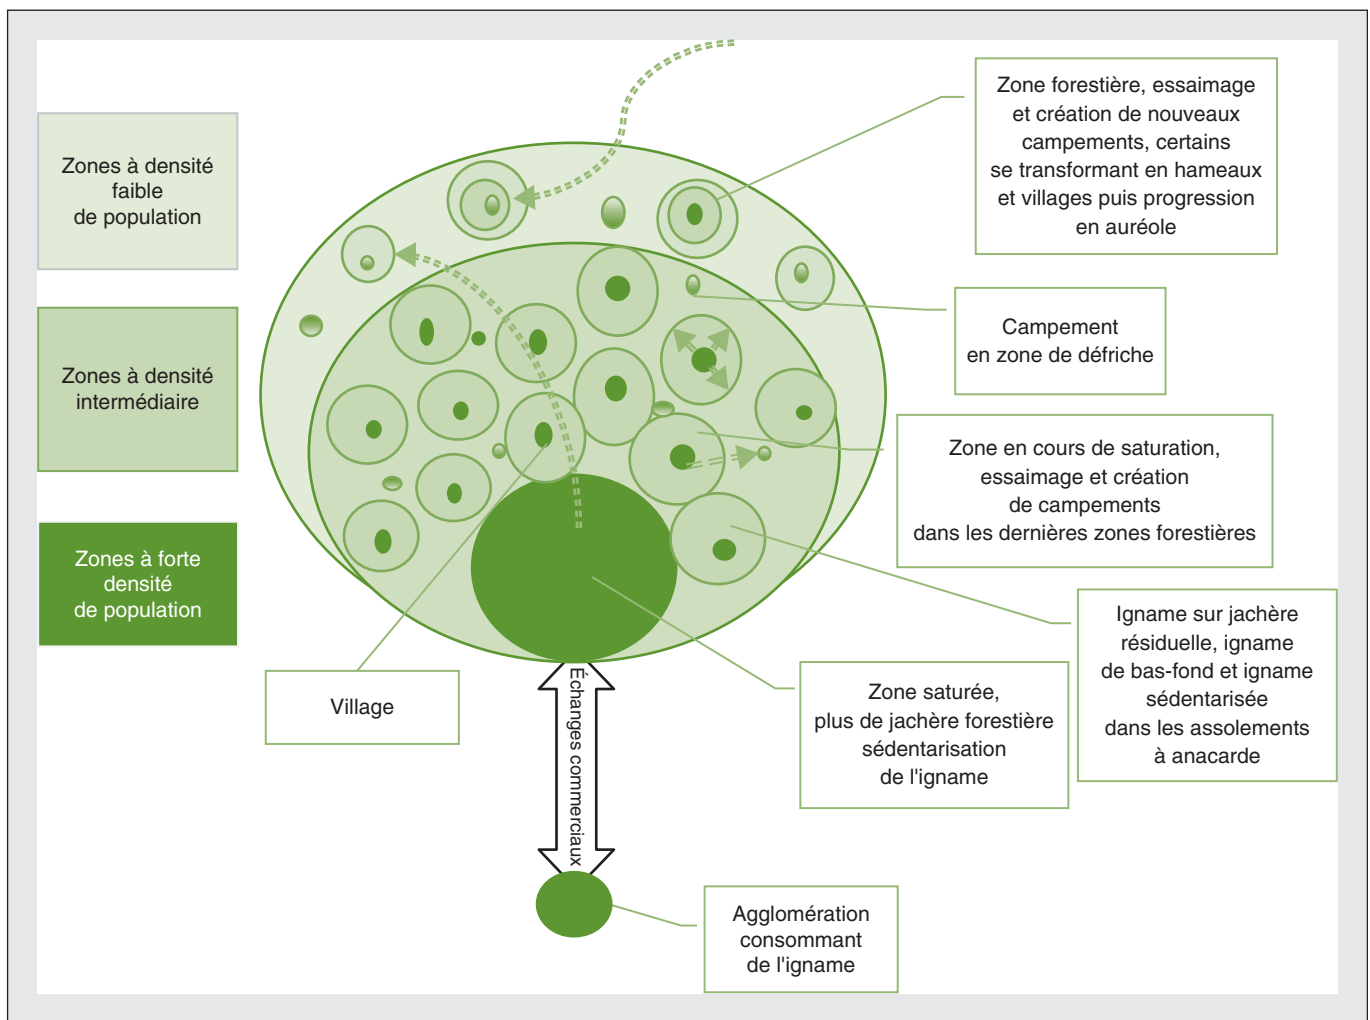 Zones à densité
faible
de population
Zones à densité
intermédiaire
Zones à forte
densité
de population
Zone forestière, essaimage
et création de nouveaux
campements, certains
se transformant en hameaux
et villages puis progression
en auréole
Campement
en zone de défriche
Zone en cours de saturation,
essaimage et création
de campements
dans les dernières zones forestières
Igname sur jachère
résiduelle, igname
de bas-fond et igname
sédentarisée
dans les assolements
à anacarde
Zone saturée,
plus de jachère forestière
sédentarisation
de l'igname
Village
Échanges commerciaux
Agglomération
consommant
de l'igname